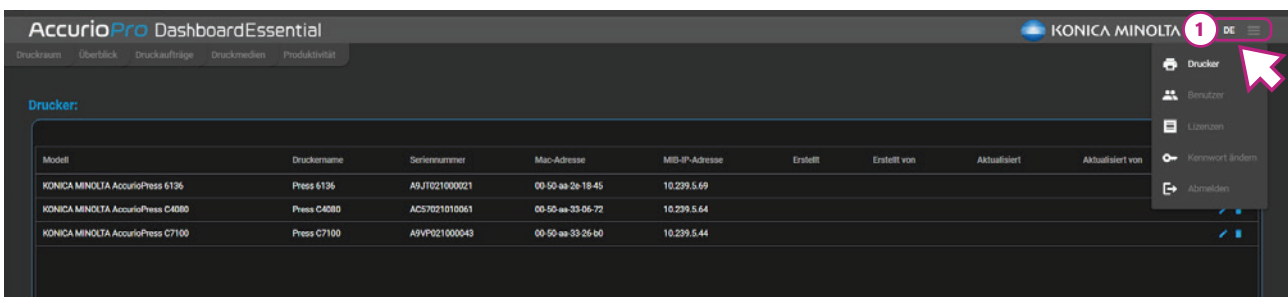 AccurioPro DashboardEssential
KONICA MINOLTA 1 DE
Druckraum Überblick Druckaufträge Druckmedien Produktivität
Drucker
Benutzer
Lizenzen
Kennwort ändern
Abmelden
Drucker:
Modell Druckername Seriennummer Mac-Adresse MIB-IP-Adresse Erstellt Erstellt von Aktualisiert Aktualisiert von
KONICA MINOLTA AccurioPress 6136 Press 6136 A9JT021000021 00-50-aa-2e-18-45 10.239.5.69
KONICA MINOLTA AccurioPress C4080 Press C4080 AC57021010061 00-50-aa-33-06-72 10.239.5.64
KONICA MINOLTA AccurioPress C7100 Press C7100 A9VP021000043 00-50-aa-33-26-b0 10.239.5.44